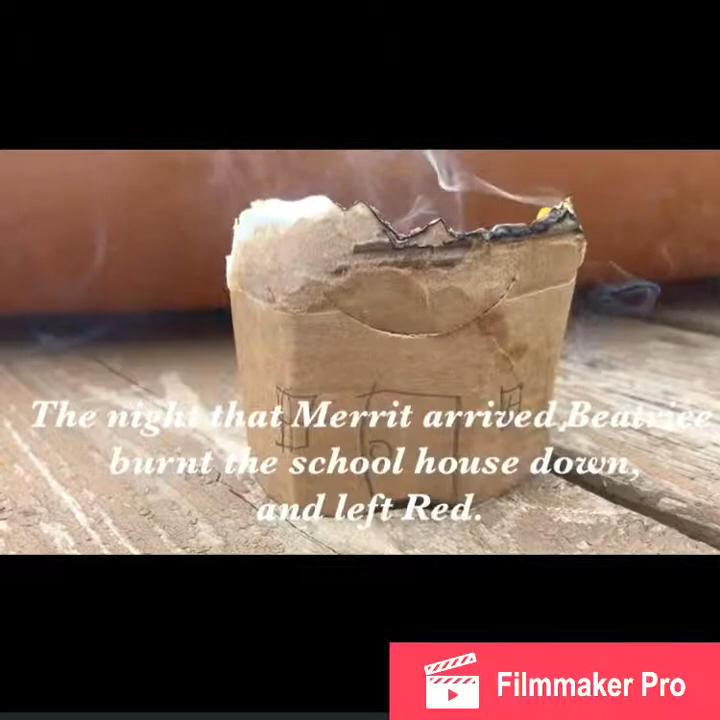 The night that Merrit arrived,Beatrice
burnt the school house down,
and left Red.
Filmmaker Pro